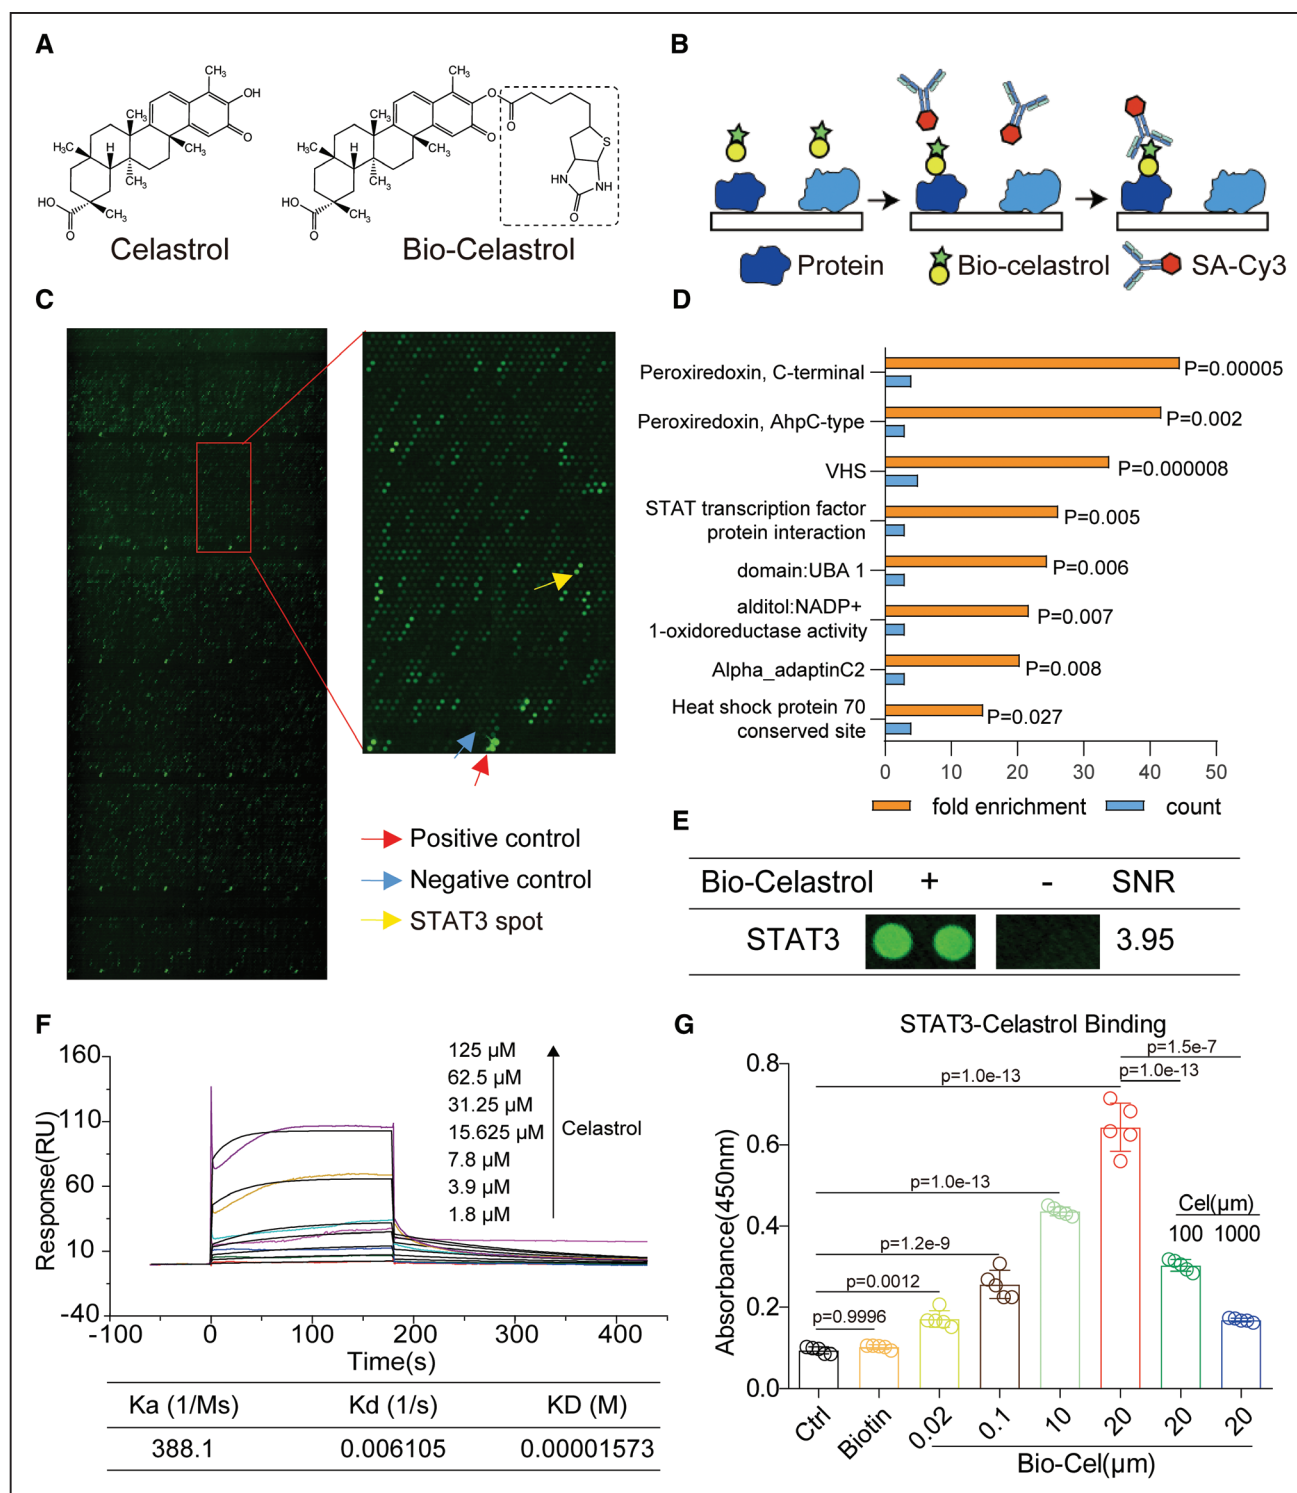 A
CH₃
OH
O
CH₃
CH₃
H₃C
H
CH₃
HO
O
CH₃
Celastrol
CH₃
O
O
O
CH₃
CH₃
H₃C
H
CH₃
HO
O
CH₃
S
HN
NH
O
Bio-Celastrol
B
Protein
Bio-celastrol
SA-Cy3
C
Positive control
Negative control
STAT3 spot
D
Peroxiredoxin, C-terminal
P=0.00005
Peroxiredoxin, AhpC-type
P=0.002
VHS
P=0.000008
STAT transcription factor
protein interaction
P=0.005
domain:UBA 1
P=0.006
alditol:NADP+
1-oxidoreductase activity
P=0.007
Alpha_adaptinC2
P=0.008
Heat shock protein 70
conserved site
P=0.027
0 10 20 30 40 50
fold enrichment count
E
Bio-Celastrol + - SNR
STAT3 3.95
F
Response(RU)
160
110
60
10
-40
-100 0 100 200 300 400
Time(s)
125 µM
62.5 µM
31.25 µM
15.625 µM
7.8 µM
3.9 µM
1.8 µM
Celastrol
Ka (1/Ms) Kd (1/s) KD (M)
388.1 0.006105 0.00001573
G
STAT3-Celastrol Binding
Absorbance(450nm)
0.8
0.6
0.4
0.2
0.0
p=1.5e-7
p=1.0e-13
p=1.0e-13
p=1.0e-13
p=1.2e-9
p=0.0012
p=0.9996
Cel(µm)
100 1000
Ctrl Biotin 0.02 0.1 10 20 20 20
Bio-Cel(µm)